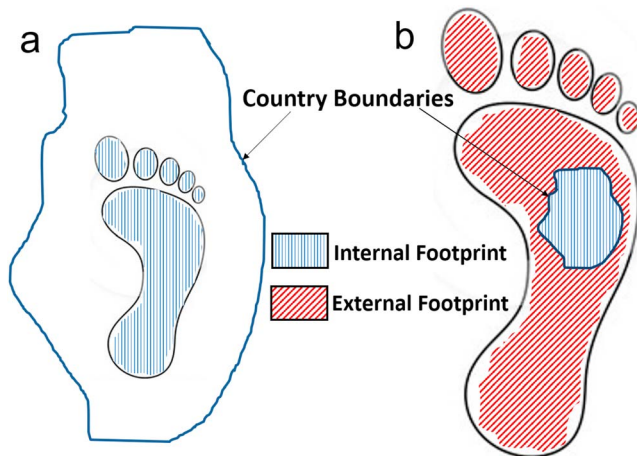 a
b
Country Boundaries
Internal Footprint
External Footprint